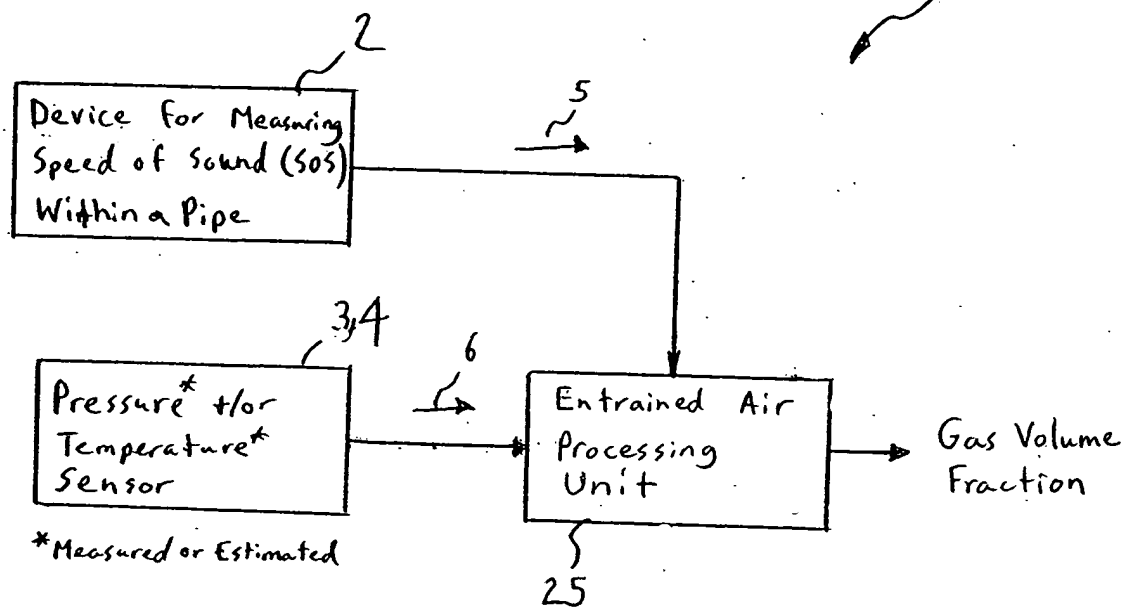 2
Device for Measuring
Speed of Sound (SOS)
Within a Pipe
5
3,4
Pressure* +/or
Temperature*
Sensor
6
Entrained Air
Processing
Unit
Gas Volume
Fraction
*Measured or Estimated
25